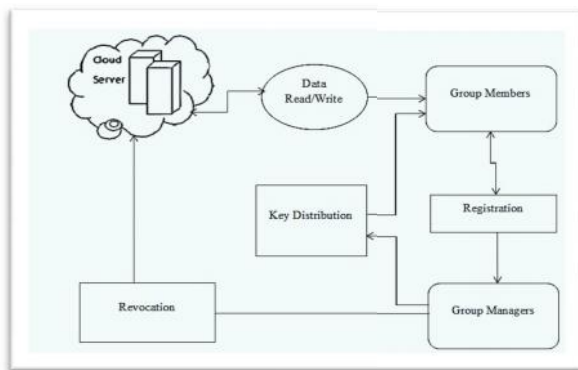 Cloud
Server
Data
Read/Write
Group Members
Key Distribution
Registration
Revocation
Group Managers